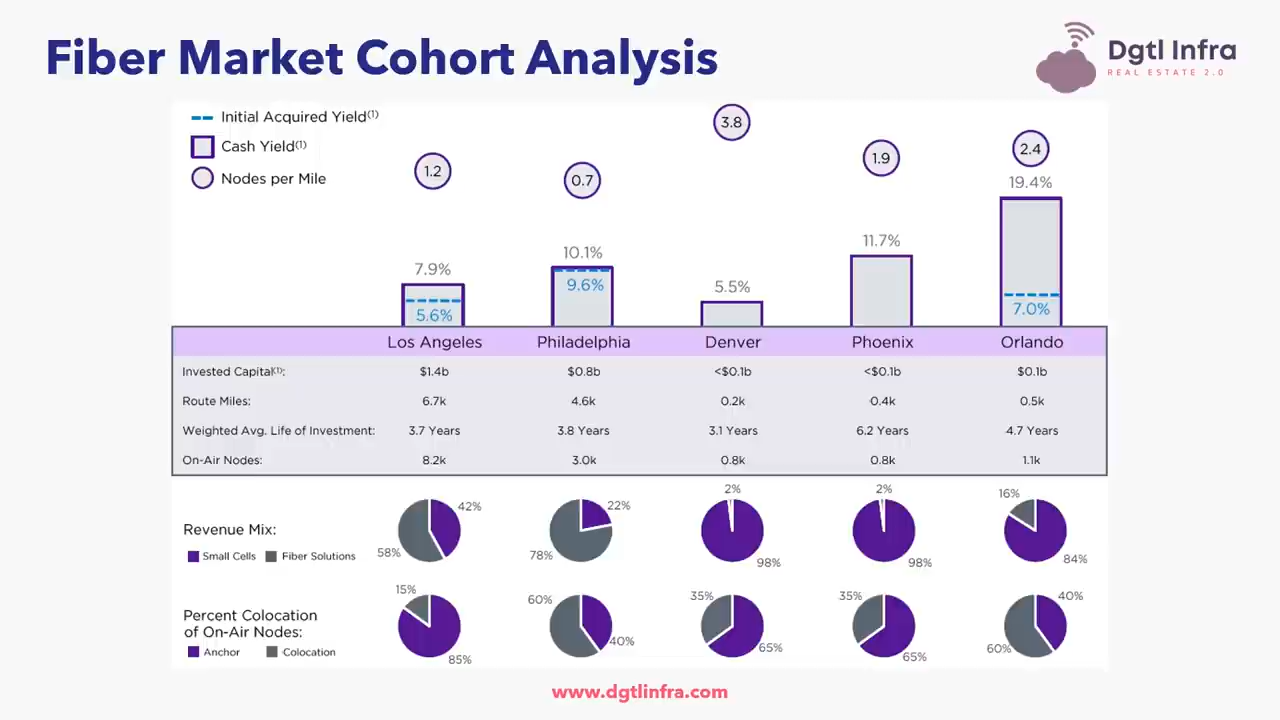 Fiber Market Cohort Analysis
Dgtl Infra
REAL ESTATE 2.0
Initial Acquired Yield(1)
Cash Yield(1)
Nodes per Mile
1.2
0.7
3.8
1.9
2.4
7.9%
10.1%
5.5%
11.7%
19.4%
5.6%
9.6%
7.0%
Los Angeles Philadelphia Denver Phoenix Orlando
Invested Capital(1): $1.4b $0.8b <$0.1b <$0.1b $0.1b
Route Miles: 6.7k 4.6k 0.2k 0.4k 0.5k
Weighted Avg. Life of Investment: 3.7 Years 3.8 Years 3.1 Years 6.2 Years 4.7 Years
On-Air Nodes: 8.2k 3.0k 0.8k 0.8k 1.1k
Revenue Mix:
Small Cells Fiber Solutions
42% 58%
22% 78%
2% 98%
2% 98%
16% 84%
Percent Colocation
of On-Air Nodes:
Anchor Colocation
15% 85%
60% 40%
35% 65%
35% 65%
40% 60%
www.dgtlinfra.com